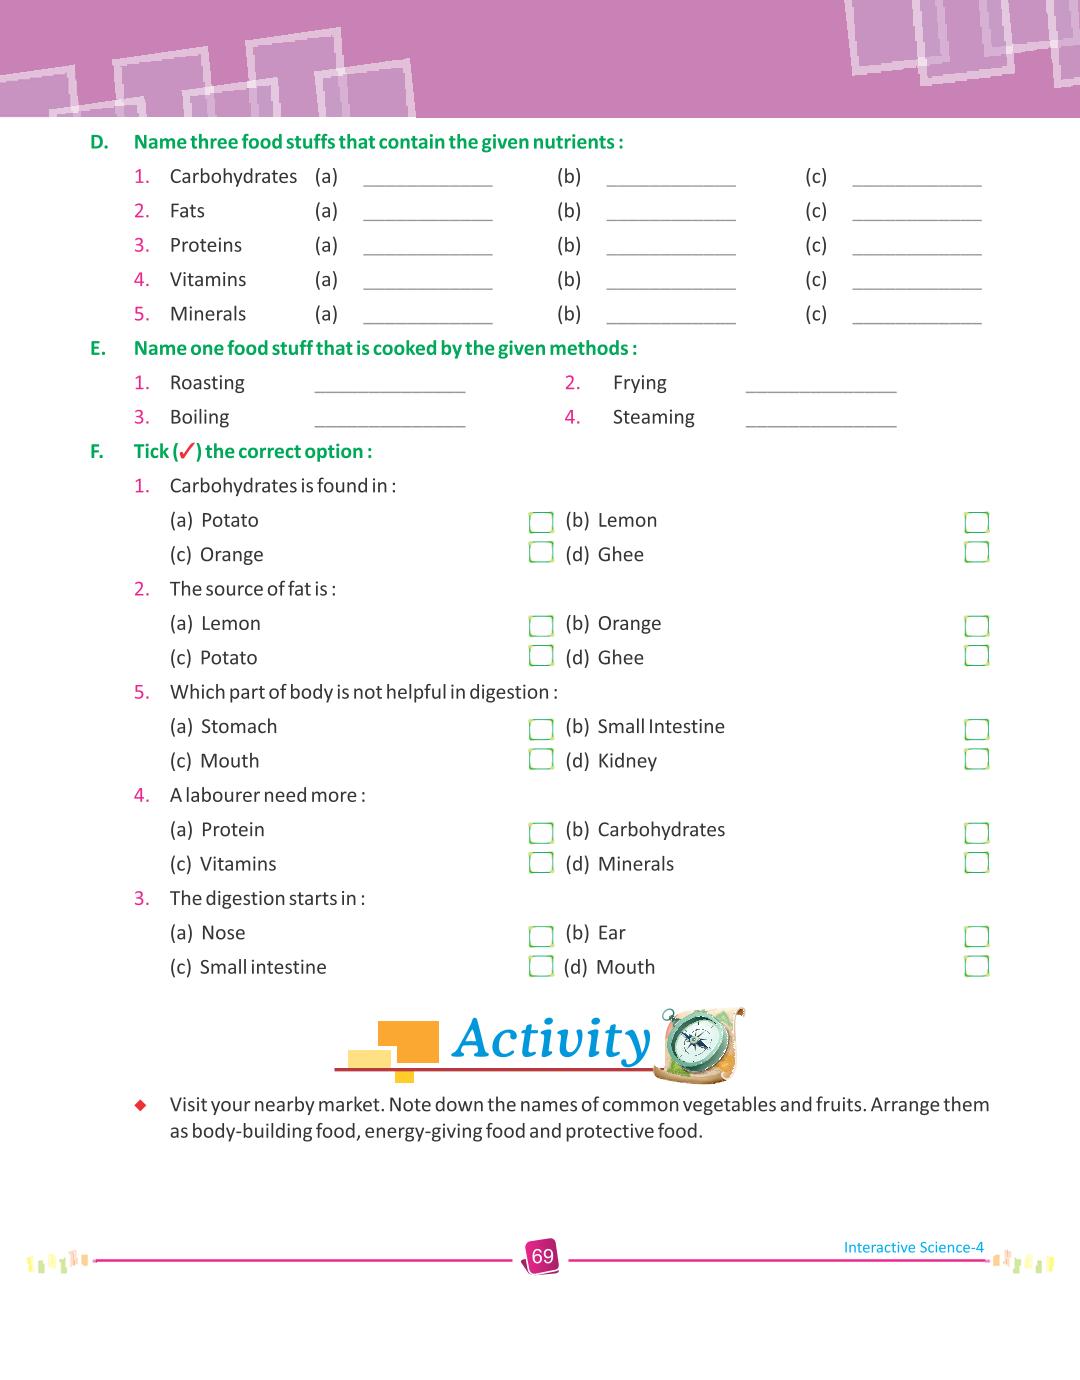 D. Name three food stuffs that contain the given nutrients :
1. Carbohydrates (a) ____________ (b) ____________ (c) ____________
2. Fats (a) ____________ (b) ____________ (c) ____________
3. Proteins (a) ____________ (b) ____________ (c) ____________
4. Vitamins (a) ____________ (b) ____________ (c) ____________
5. Minerals (a) ____________ (b) ____________ (c) ____________
E. Name one food stuff that is cooked by the given methods :
1. Roasting ______________ 2. Frying ______________
3. Boiling ______________ 4. Steaming ______________
F. Tick (✓) the correct option :
1. Carbohydrates is found in :
(a) Potato (b) Lemon
(c) Orange (d) Ghee
2. The source of fat is :
(a) Lemon (b) Orange
(c) Potato (d) Ghee
5. Which part of body is not helpful in digestion :
(a) Stomach (b) Small Intestine
(c) Mouth (d) Kidney
4. A labourer need more :
(a) Protein (b) Carbohydrates
(c) Vitamins (d) Minerals
3. The digestion starts in :
(a) Nose (b) Ear
(c) Small intestine (d) Mouth
Activity
Visit your nearby market. Note down the names of common vegetables and fruits. Arrange them
as body-building food, energy-giving food and protective food.
Interactive Science-4
69